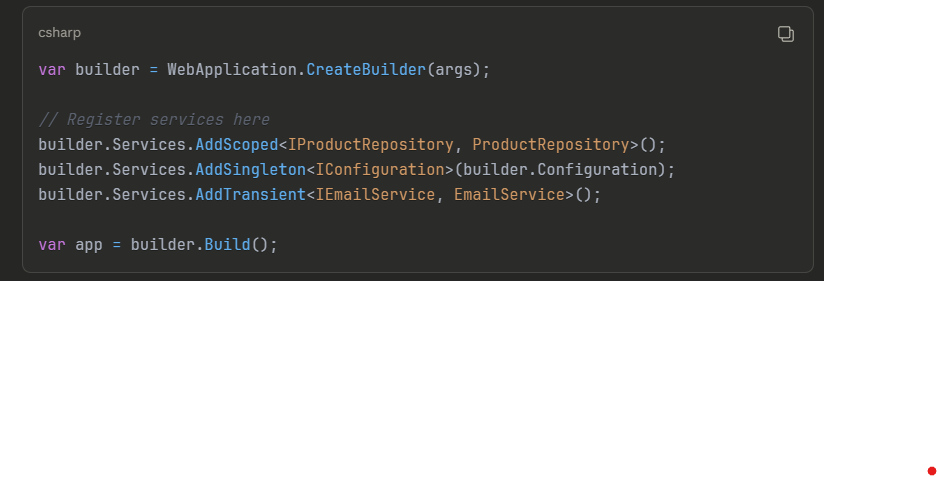 csharp
var builder = WebApplication.CreateBuilder(args);
// Register services here
builder.Services.AddScoped<IProductRepository, ProductRepository>();
builder.Services.AddSingleton<IConfiguration>(builder.Configuration);
builder.Services.AddTransient<IEmailService, EmailService>();
var app = builder.Build();